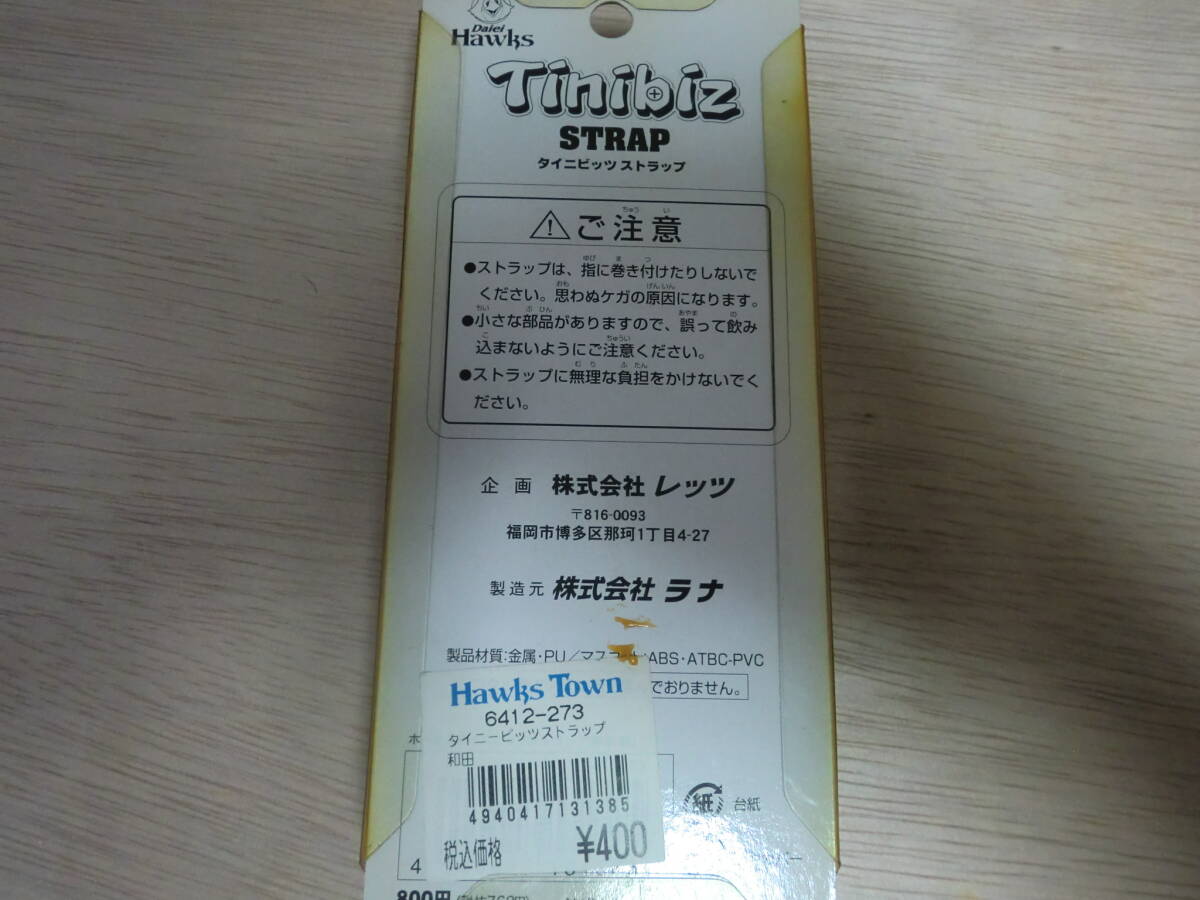 Daiei
Hawks
Tinibiz
STRAP
タイニビッツ ストラップ
ご注意
●ストラップは、指に巻き付けたりしないで
ください。思わぬケガの原因になります。
●小さな部品がありますので、誤って飲み
込まないようにご注意ください。
●ストラップに無理な負担をかけないでく
ださい。
企画 株式会社 レッツ
〒816-0093
福岡市博多区那珂1丁目4-27
製造元 株式会社 ラナ
製品材質:金属・PU/マスコット:ABS・ATBC-PVC
でおりません。
Hawks Town
6412-273
タイニービッツストラップ
和田
4940417131385
税込価格 ¥400
紙 台紙
4
800円